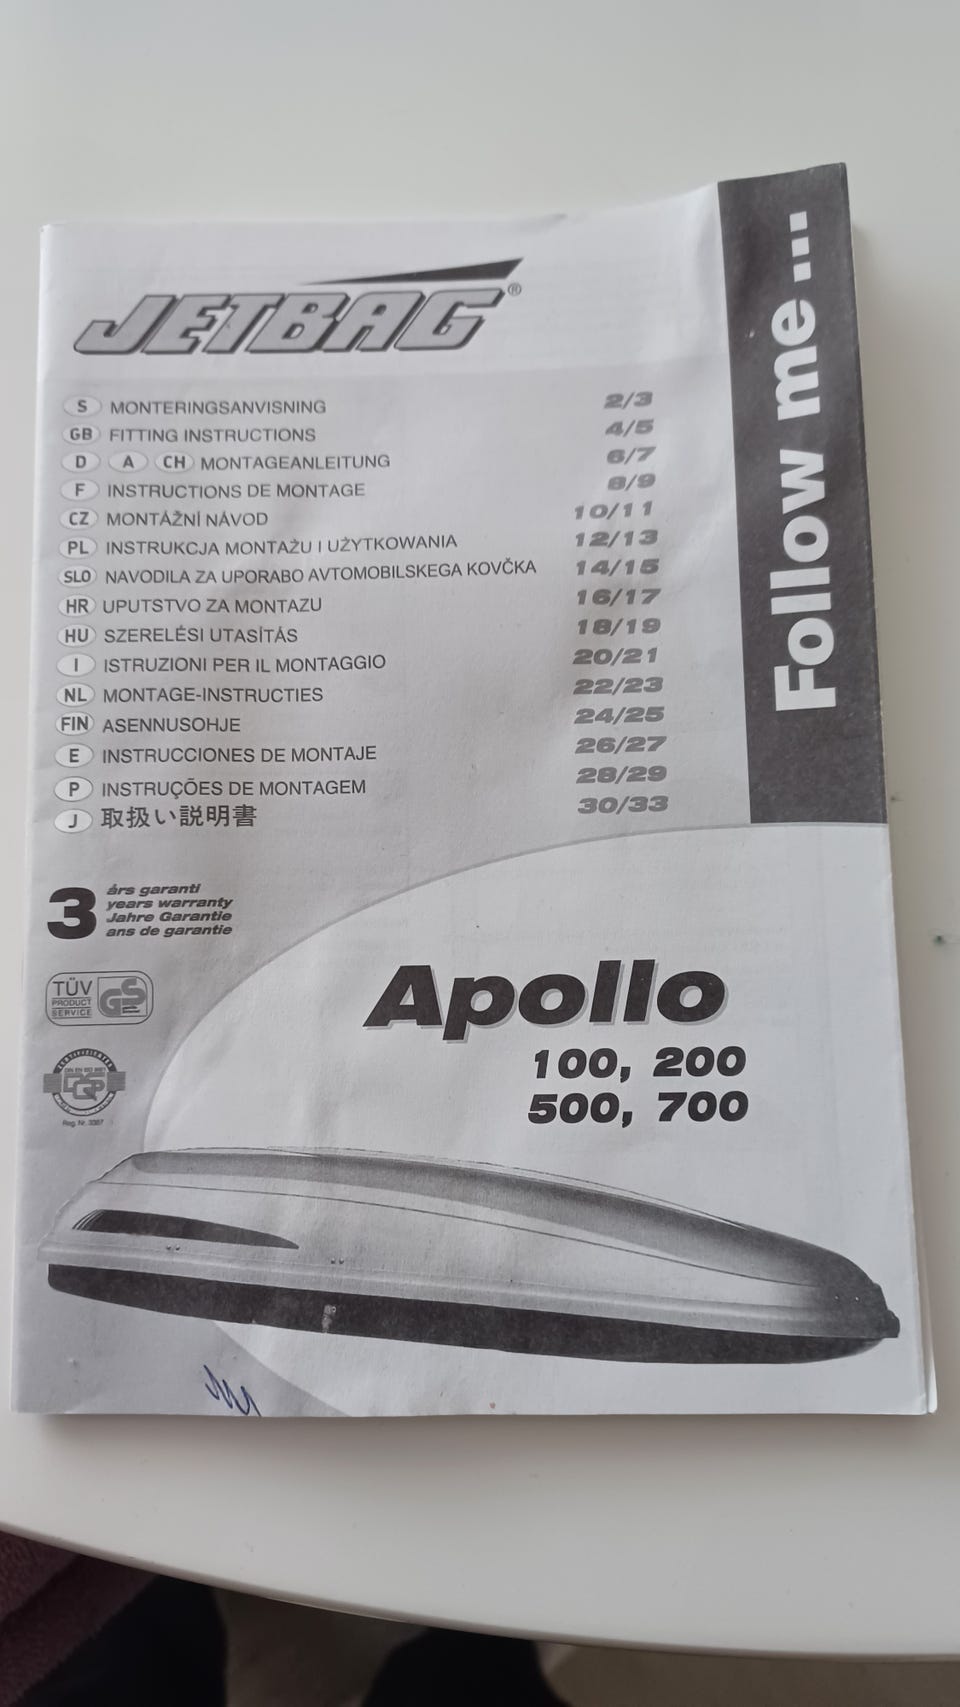 JETBAG®
Follow me...
S MONTERINGSANVISNING 2/3
GB FITTING INSTRUCTIONS 4/5
D A CH MONTAGEANLEITUNG 6/7
F INSTRUCTIONS DE MONTAGE 8/9
CZ MONTÁŽNÍ NÁVOD 10/11
PL INSTRUKCJA MONTAŻU I UŻYTKOWANIA 12/13
SLO NAVODILA ZA UPORABO AVTOMOBILSKEGA KOVČKA 14/15
HR UPUTSTVO ZA MONTAZU 16/17
HU SZERELÉSI UTASÍTÁS 18/19
I ISTRUZIONI PER IL MONTAGGIO 20/21
NL MONTAGE-INSTRUCTIES 22/23
FIN ASENNUSOHJE 24/25
E INSTRUCCIONES DE MONTAJE 26/27
P INSTRUÇÕES DE MONTAGEM 28/29
J 取扱い説明書 30/33
3 års garanti
years warranty
Jahre Garantie
ans de garantie
TÜV
PRODUCT
SERVICE
GS
DQS
Reg. Nr. 3367
Apollo
100, 200
500, 700